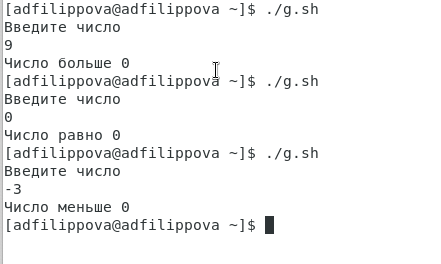 [adfilippova@adfilippova ~]$ ./g.sh
Введите число
9
Число больше 0
[adfilippova@adfilippova ~]$ ./g.sh
Введите число
0
Число равно 0
[adfilippova@adfilippova ~]$ ./g.sh
Введите число
-3
Число меньше 0
[adfilippova@adfilippova ~]$